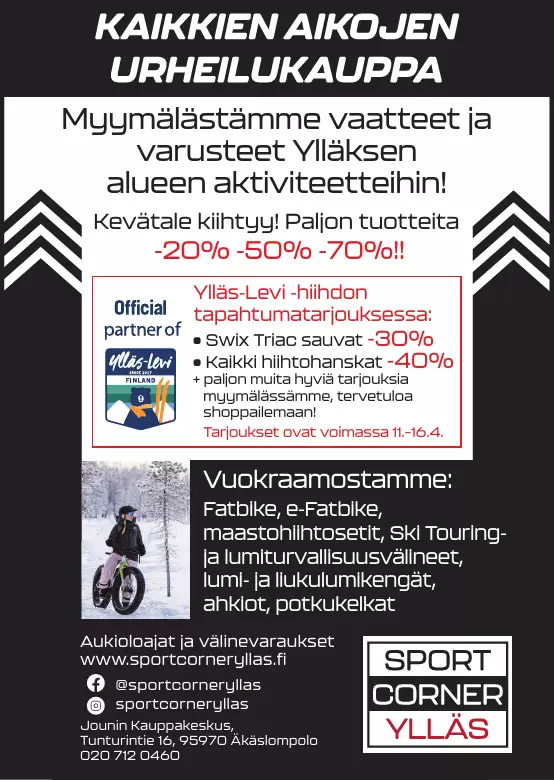 KAIKKIEN AIKOJEN
URHEILUKAUPPA
Myymälästämme vaatteet ja
varusteet Ylläksen
alueen aktiviteetteihin!
Kevätale kiihtyy! Paljon tuotteita
-20% -50% -70%!!
Official
partner of
Ylläs-Levi
SINCE 2017
FINLAND
Ylläs-Levi -hiihdon
tapahtumatarjouksessa:
• Swix Triac sauvat -30%
• Kaikki hiihtohanskat -40%
+ paljon muita hyviä tarjouksia
myymälässämme, tervetuloa
shoppailemaan!
Tarjoukset ovat voimassa 11.-16.4.
Vuokraamostamme:
Fatbike, e-Fatbike,
maastohiihtosetit, Ski Touring-
ja lumiturvallisuusvälineet,
lumi- ja liukulumikengät,
ahkiot, potkukelkat
Aukioloajat ja välinevaraukset
www.sportcorneryllas.fi
@sportcorneryllas
sportcorneryllas
Jounin Kauppakeskus,
Tunturintie 16, 95970 Äkäslompolo
020 712 0460
SPORT
CORNER
YLLÄS